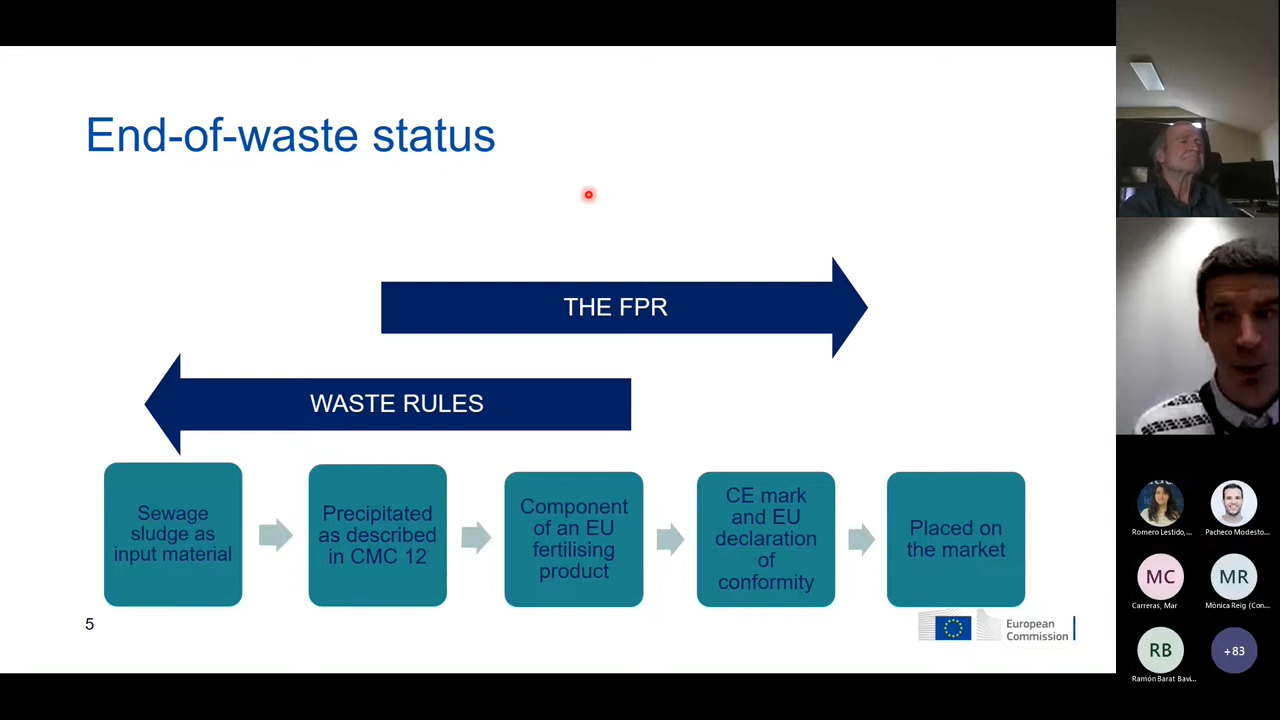 End-of-waste status
THE FPR
WASTE RULES
Sewage
sludge as
input material
Precipitated
as described
in CMC 12
Component
of an EU
fertilising
product
CE mark
and EU
declaration
of
conformity
Placed on
the market
5
European
Commission
Romero Lestido,...
Pacheco Modesto...
MC
MR
Carreras, Mar
Mónica Reig (Con...
RB
+83
Ramón Barat Bavi...